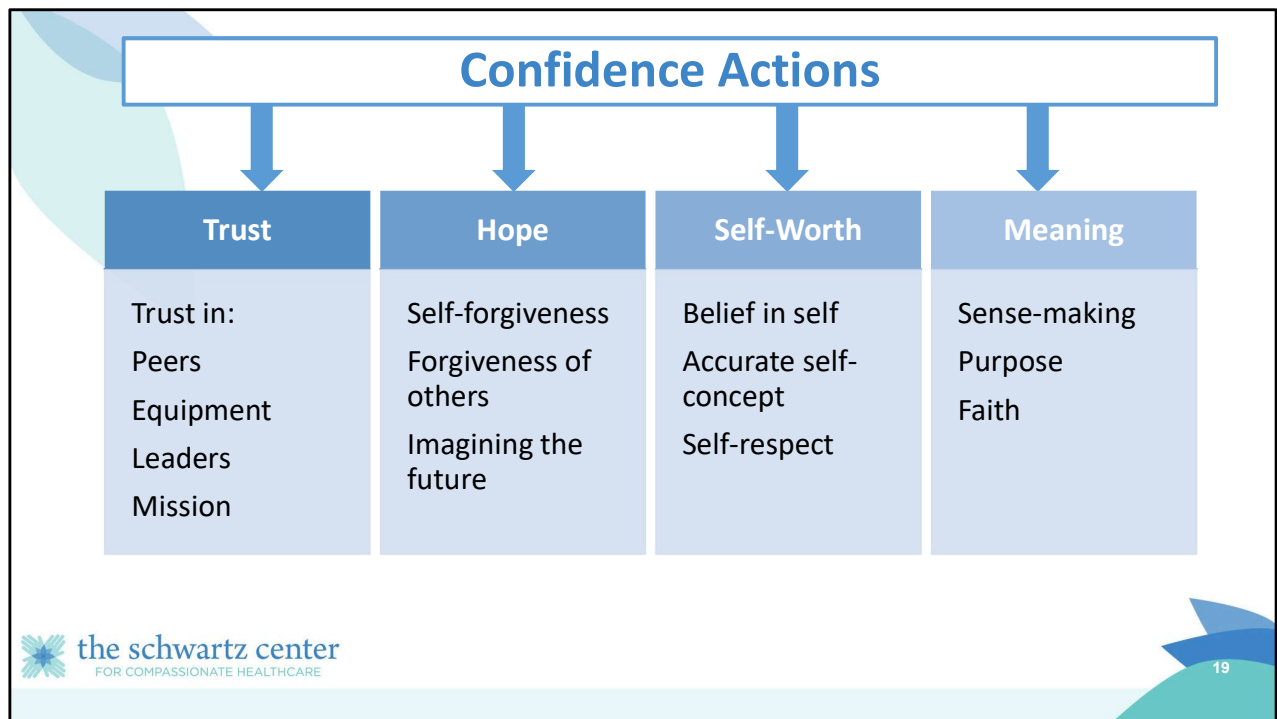 Confidence Actions
Trust
Trust in:
Peers
Equipment
Leaders
Mission
Hope
Self-forgiveness
Forgiveness of
others
Imagining the
future
Self-Worth
Belief in self
Accurate self-
concept
Self-respect
Meaning
Sense-making
Purpose
Faith
the schwartz center
FOR COMPASSIONATE HEALTHCARE
19